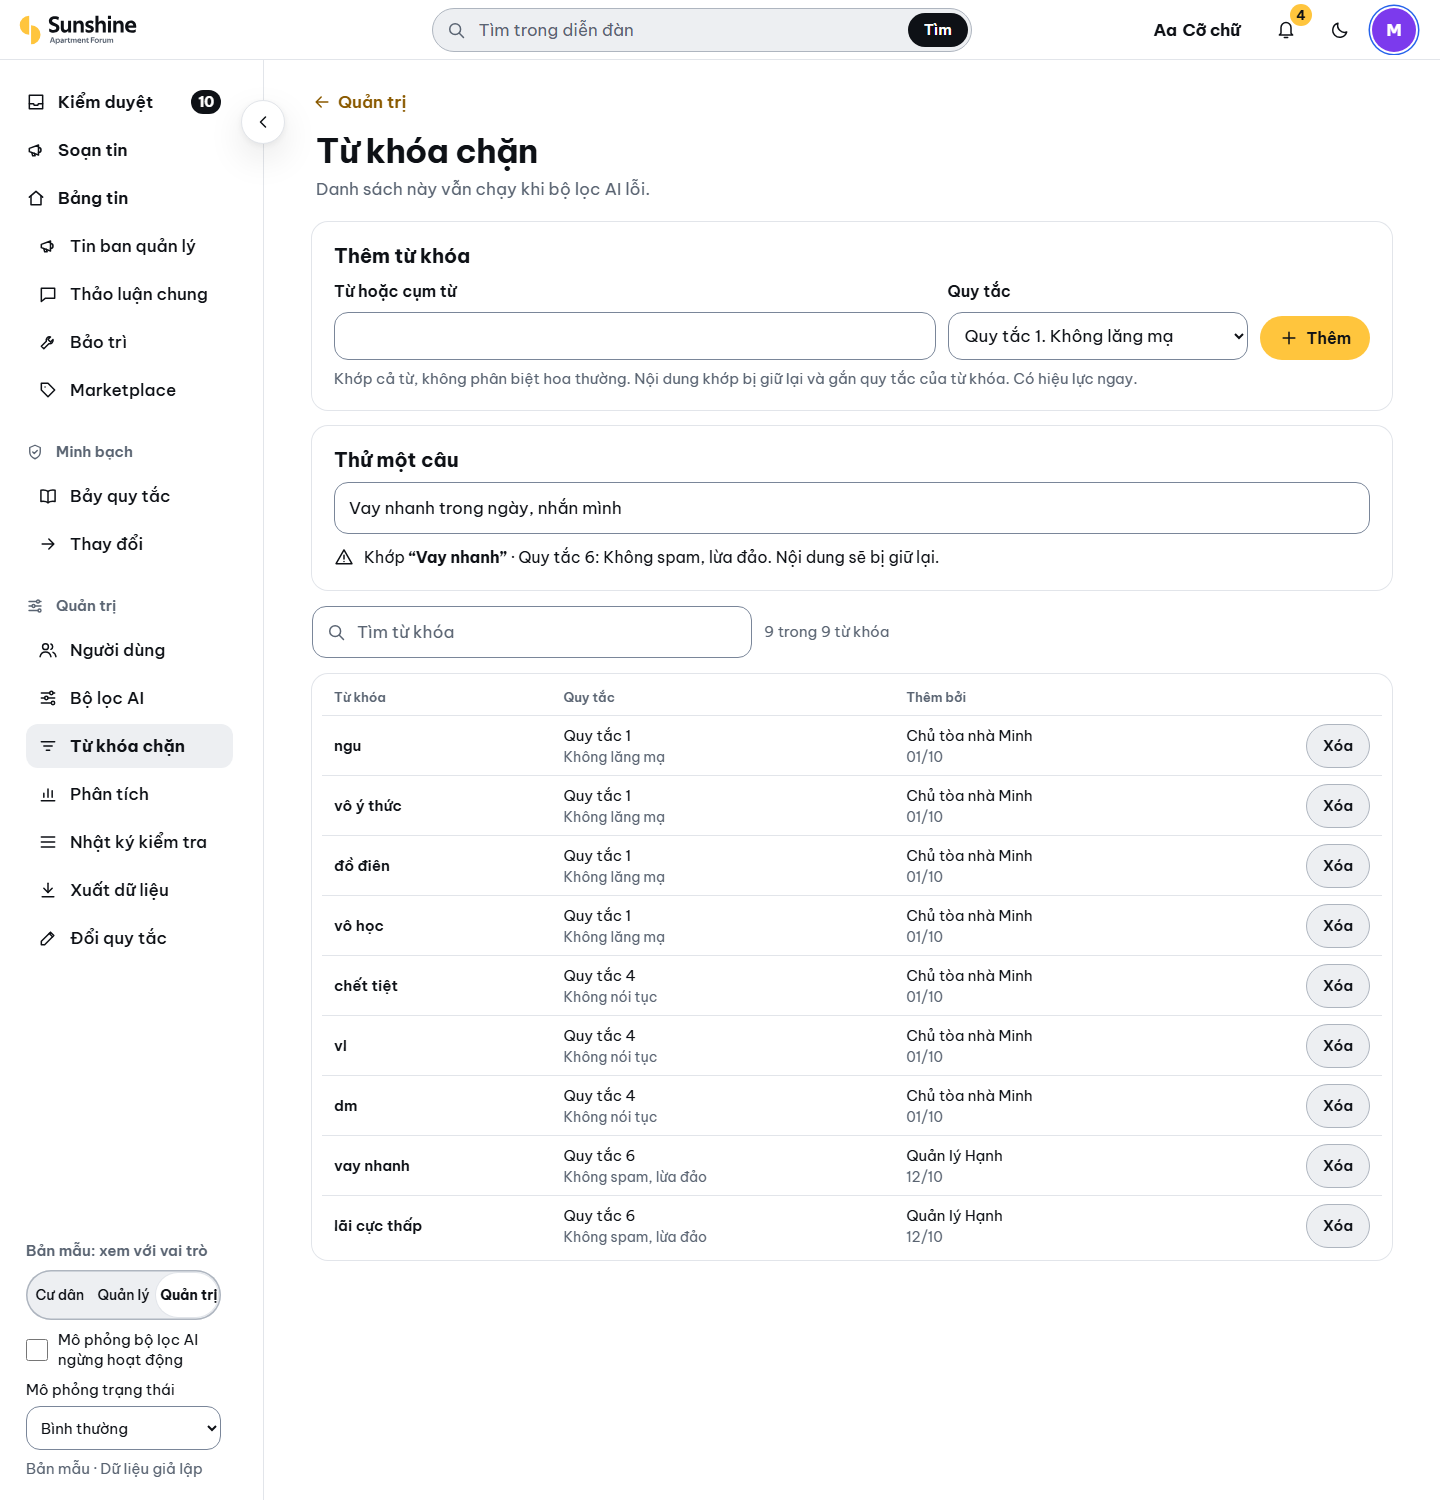 Sunshine
Apartment Forum
Tìm trong diễn đàn
Tìm
Aa Cỡ chữ
4
M
Kiểm duyệt
10
Soạn tin
Bảng tin
Tin ban quản lý
Thảo luận chung
Bảo trì
Marketplace
Minh bạch
Bảy quy tắc
Thay đổi
Quản trị
Người dùng
Bộ lọc AI
Từ khóa chặn
Phân tích
Nhật ký kiểm tra
Xuất dữ liệu
Đổi quy tắc
Bản mẫu: xem với vai trò
Cư dân
Quản lý
Quản trị
Mô phỏng bộ lọc AI
ngừng hoạt động
Mô phỏng trạng thái
Bình thường
Bản mẫu · Dữ liệu giả lập
Quản trị
Từ khóa chặn
Danh sách này vẫn chạy khi bộ lọc AI lỗi.
Thêm từ khóa
Từ hoặc cụm từ
Quy tắc
Quy tắc 1. Không lăng mạ
Thêm
Khớp cả từ, không phân biệt hoa thường. Nội dung khớp bị giữ lại và gắn quy tắc của từ khóa. Có hiệu lực ngay.
Thử một câu
Vay nhanh trong ngày, nhắn mình
Khớp “Vay nhanh” · Quy tắc 6: Không spam, lừa đảo. Nội dung sẽ bị giữ lại.
Tìm từ khóa
9 trong 9 từ khóa
Từ khóa
Quy tắc
Thêm bởi
ngu
Quy tắc 1
Không lăng mạ
Chủ tòa nhà Minh
01/10
Xóa
vô ý thức
Quy tắc 1
Không lăng mạ
Chủ tòa nhà Minh
01/10
Xóa
đồ điên
Quy tắc 1
Không lăng mạ
Chủ tòa nhà Minh
01/10
Xóa
vô học
Quy tắc 1
Không lăng mạ
Chủ tòa nhà Minh
01/10
Xóa
chết tiệt
Quy tắc 4
Không nói tục
Chủ tòa nhà Minh
01/10
Xóa
vl
Quy tắc 4
Không nói tục
Chủ tòa nhà Minh
01/10
Xóa
dm
Quy tắc 4
Không nói tục
Chủ tòa nhà Minh
01/10
Xóa
vay nhanh
Quy tắc 6
Không spam, lừa đảo
Quản lý Hạnh
12/10
Xóa
lãi cực thấp
Quy tắc 6
Không spam, lừa đảo
Quản lý Hạnh
12/10
Xóa